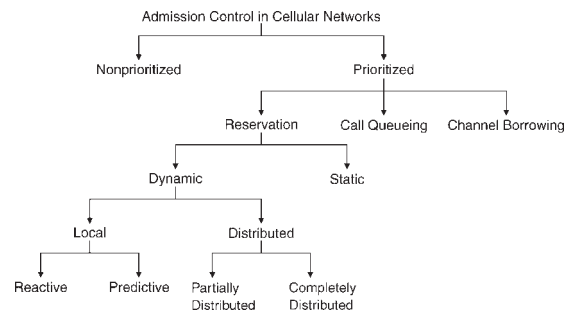 Admission Control in Cellular Networks
Nonprioritized
Prioritized
Reservation
Call Queueing
Channel Borrowing
Dynamic
Static
Local
Distributed
Reactive
Predictive
Partially
Distributed
Completely
Distributed